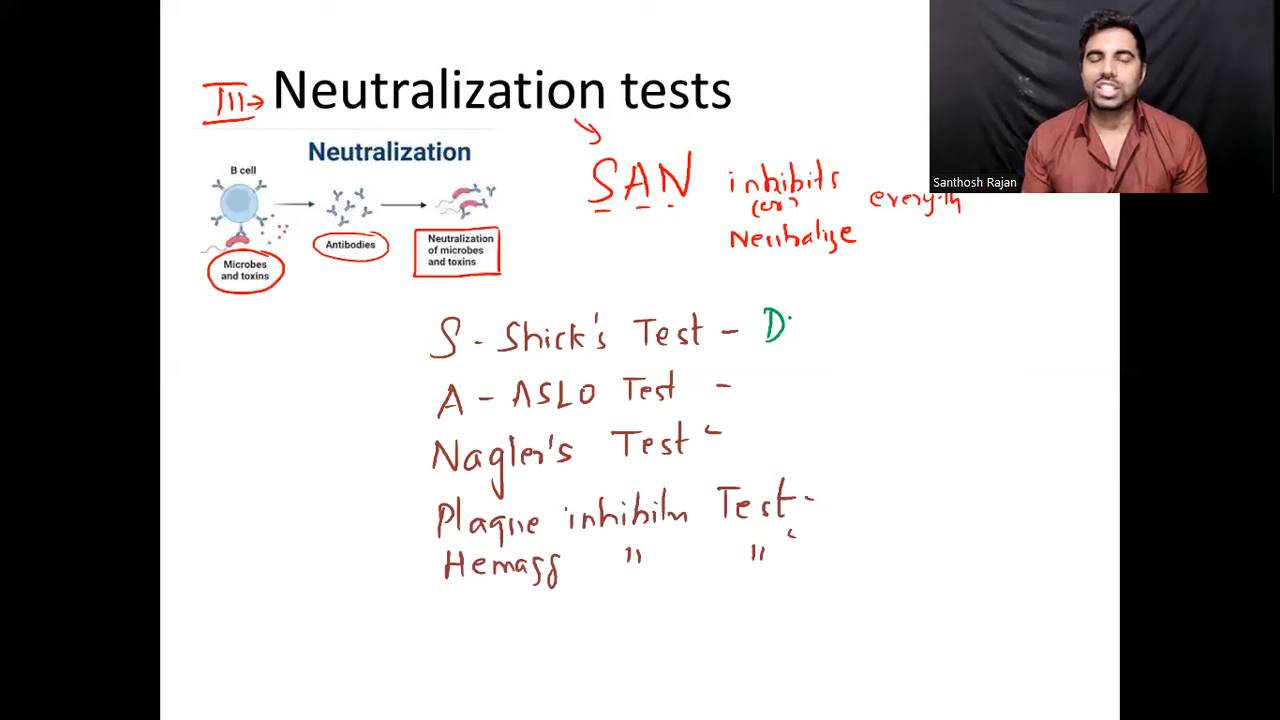 III→ Neutralization tests
Neutralization
B cell
Microbes
and toxins
Antibodies
Neutralization
of microbes
and toxins
SAN inhibits
(or)
Neutralize
Santhosh Rajan
S - Shick's Test - D
A - ASLO Test -
Nagler's Test -
Plaque Test -
Hemagg " " -